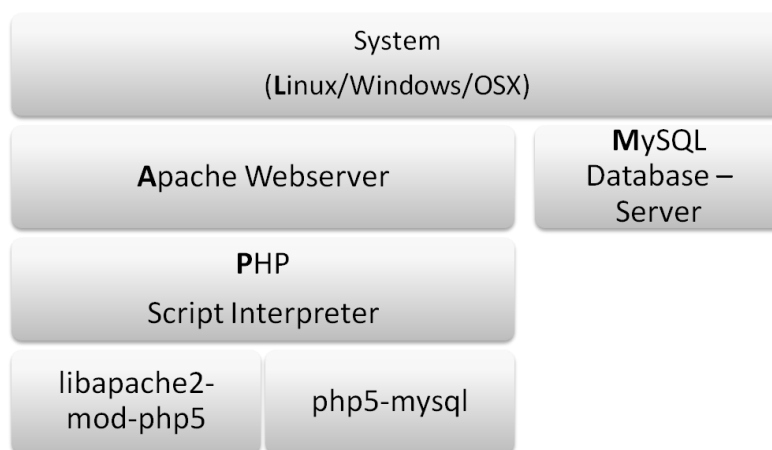 System
(Linux/Windows/OSX)
Apache Webserver
MySQL
Database –
Server
PHP
Script Interpreter
libapache2-
mod-php5
php5-mysql